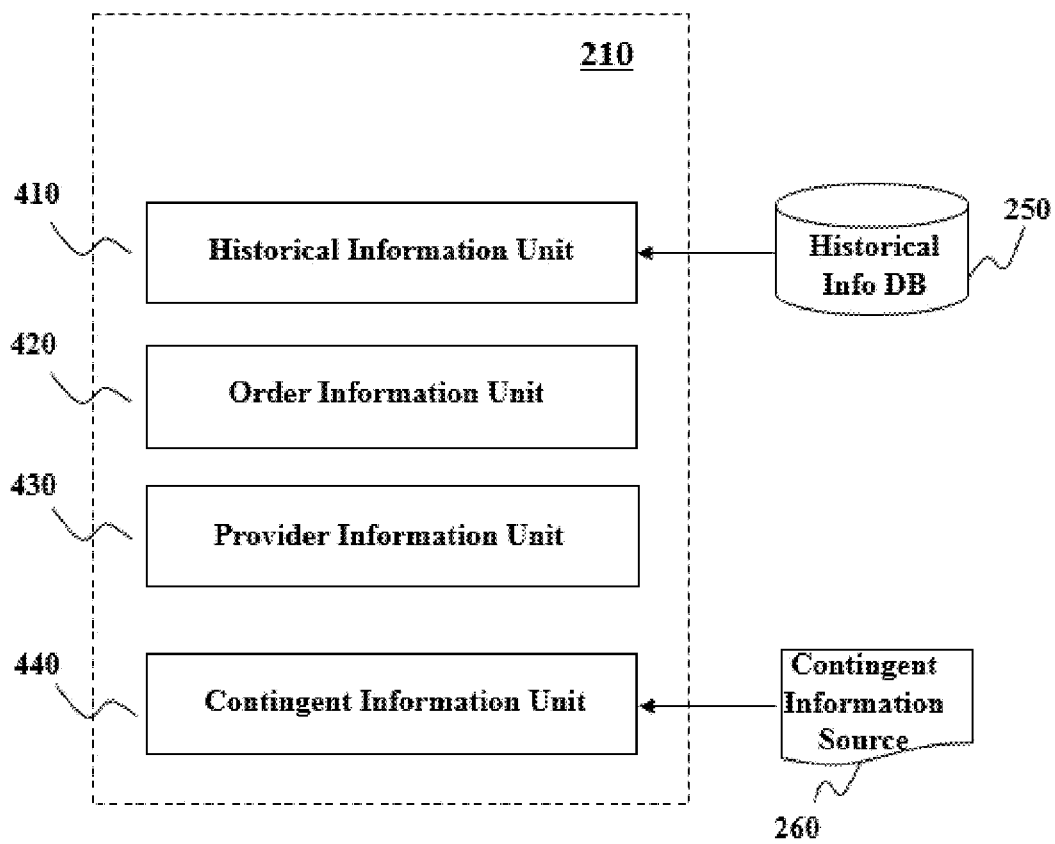 210
410
Historical Information Unit
Historical
Info DB
250
420
Order Information Unit
430
Provider Information Unit
440
Contingent Information Unit
Contingent
Information
Source
260